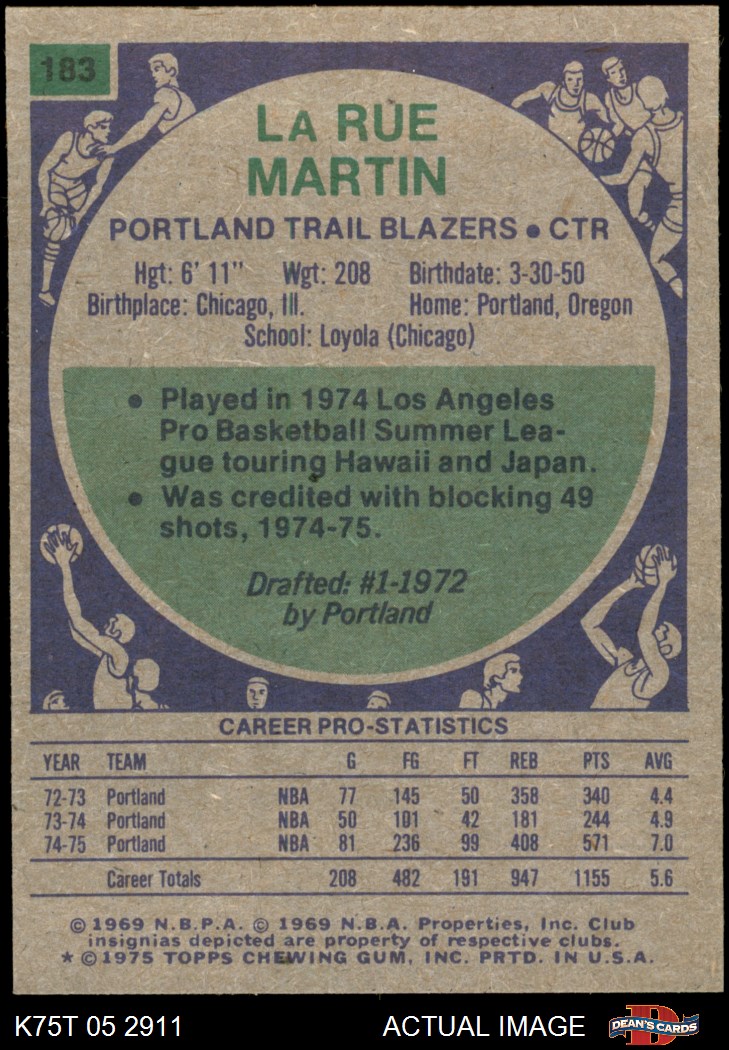 183
LA RUE
MARTIN
PORTLAND TRAIL BLAZERS • CTR
Hgt: 6' 11" Wgt: 208 Birthdate: 3-30-50
Birthplace: Chicago, Ill. Home: Portland, Oregon
School: Loyola (Chicago)
• Played in 1974 Los Angeles
Pro Basketball Summer Lea-
gue touring Hawaii and Japan.
• Was credited with blocking 49
shots, 1974-75.
Drafted: #1-1972
by Portland
CAREER PRO-STATISTICS
YEAR TEAM G FG FT REB PTS AVG
72-73 Portland NBA 77 145 50 358 340 4.4
73-74 Portland NBA 50 101 42 181 244 4.9
74-75 Portland NBA 81 236 99 408 571 7.0
Career Totals 208 482 191 947 1155 5.6
© 1969 N.B.P.A. © 1969 N.B.A. Properties, Inc. Club
insignias depicted are property of respective clubs.
* © 1975 TOPPS CHEWING GUM, INC. PRTD. IN U.S.A.
K75T 05 2911 ACTUAL IMAGE D DEAN'S CARDS